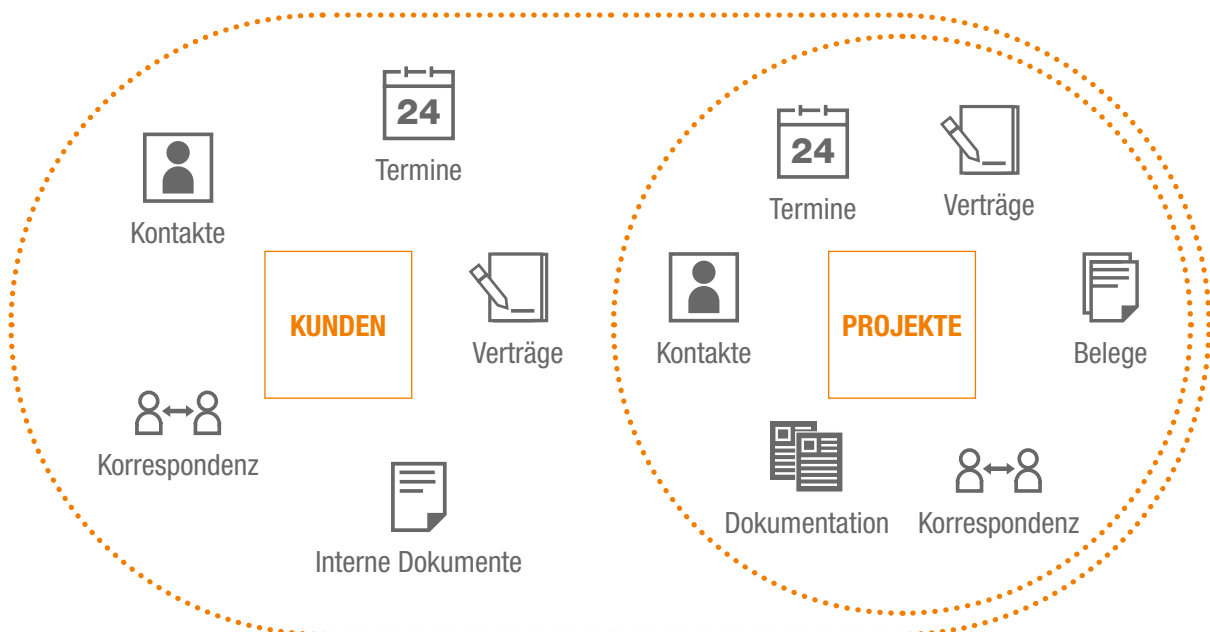 24
Termine
Kontakte
KUNDEN
Verträge
Korrespondenz
Interne Dokumente
24
Termine
Verträge
Kontakte
PROJEKTE
Belege
Dokumentation
Korrespondenz